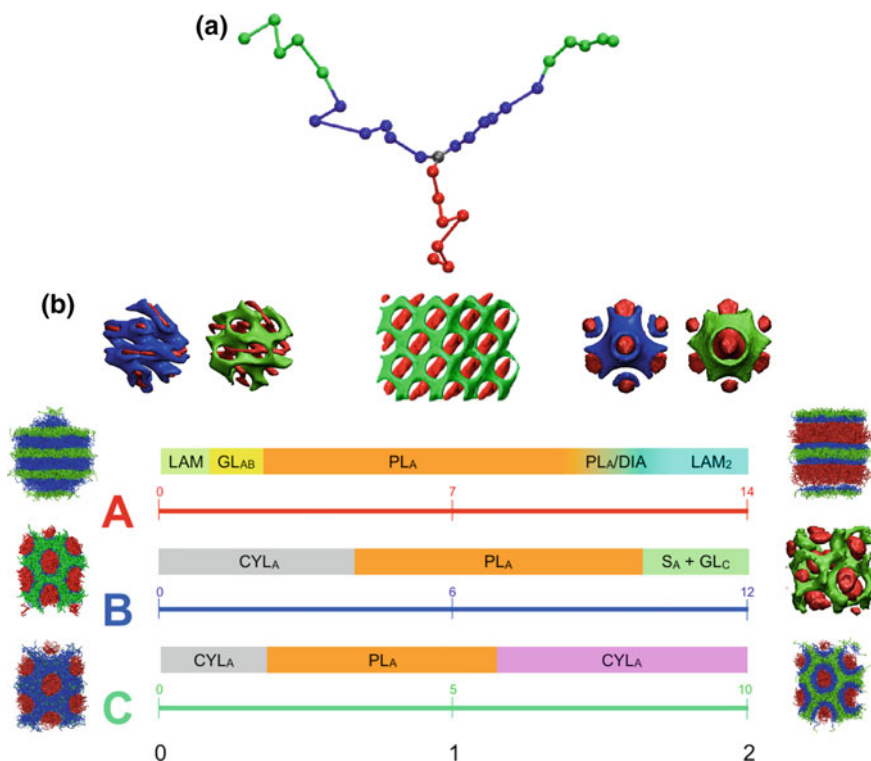 (a)
(b)
LAM GLAB PLA PLA/DIA LAM2
A 0 7 14
CYLA PLA SA + GLC
B 0 6 12
CYLA PLA CYLA
C 0 5 10
0 1 2